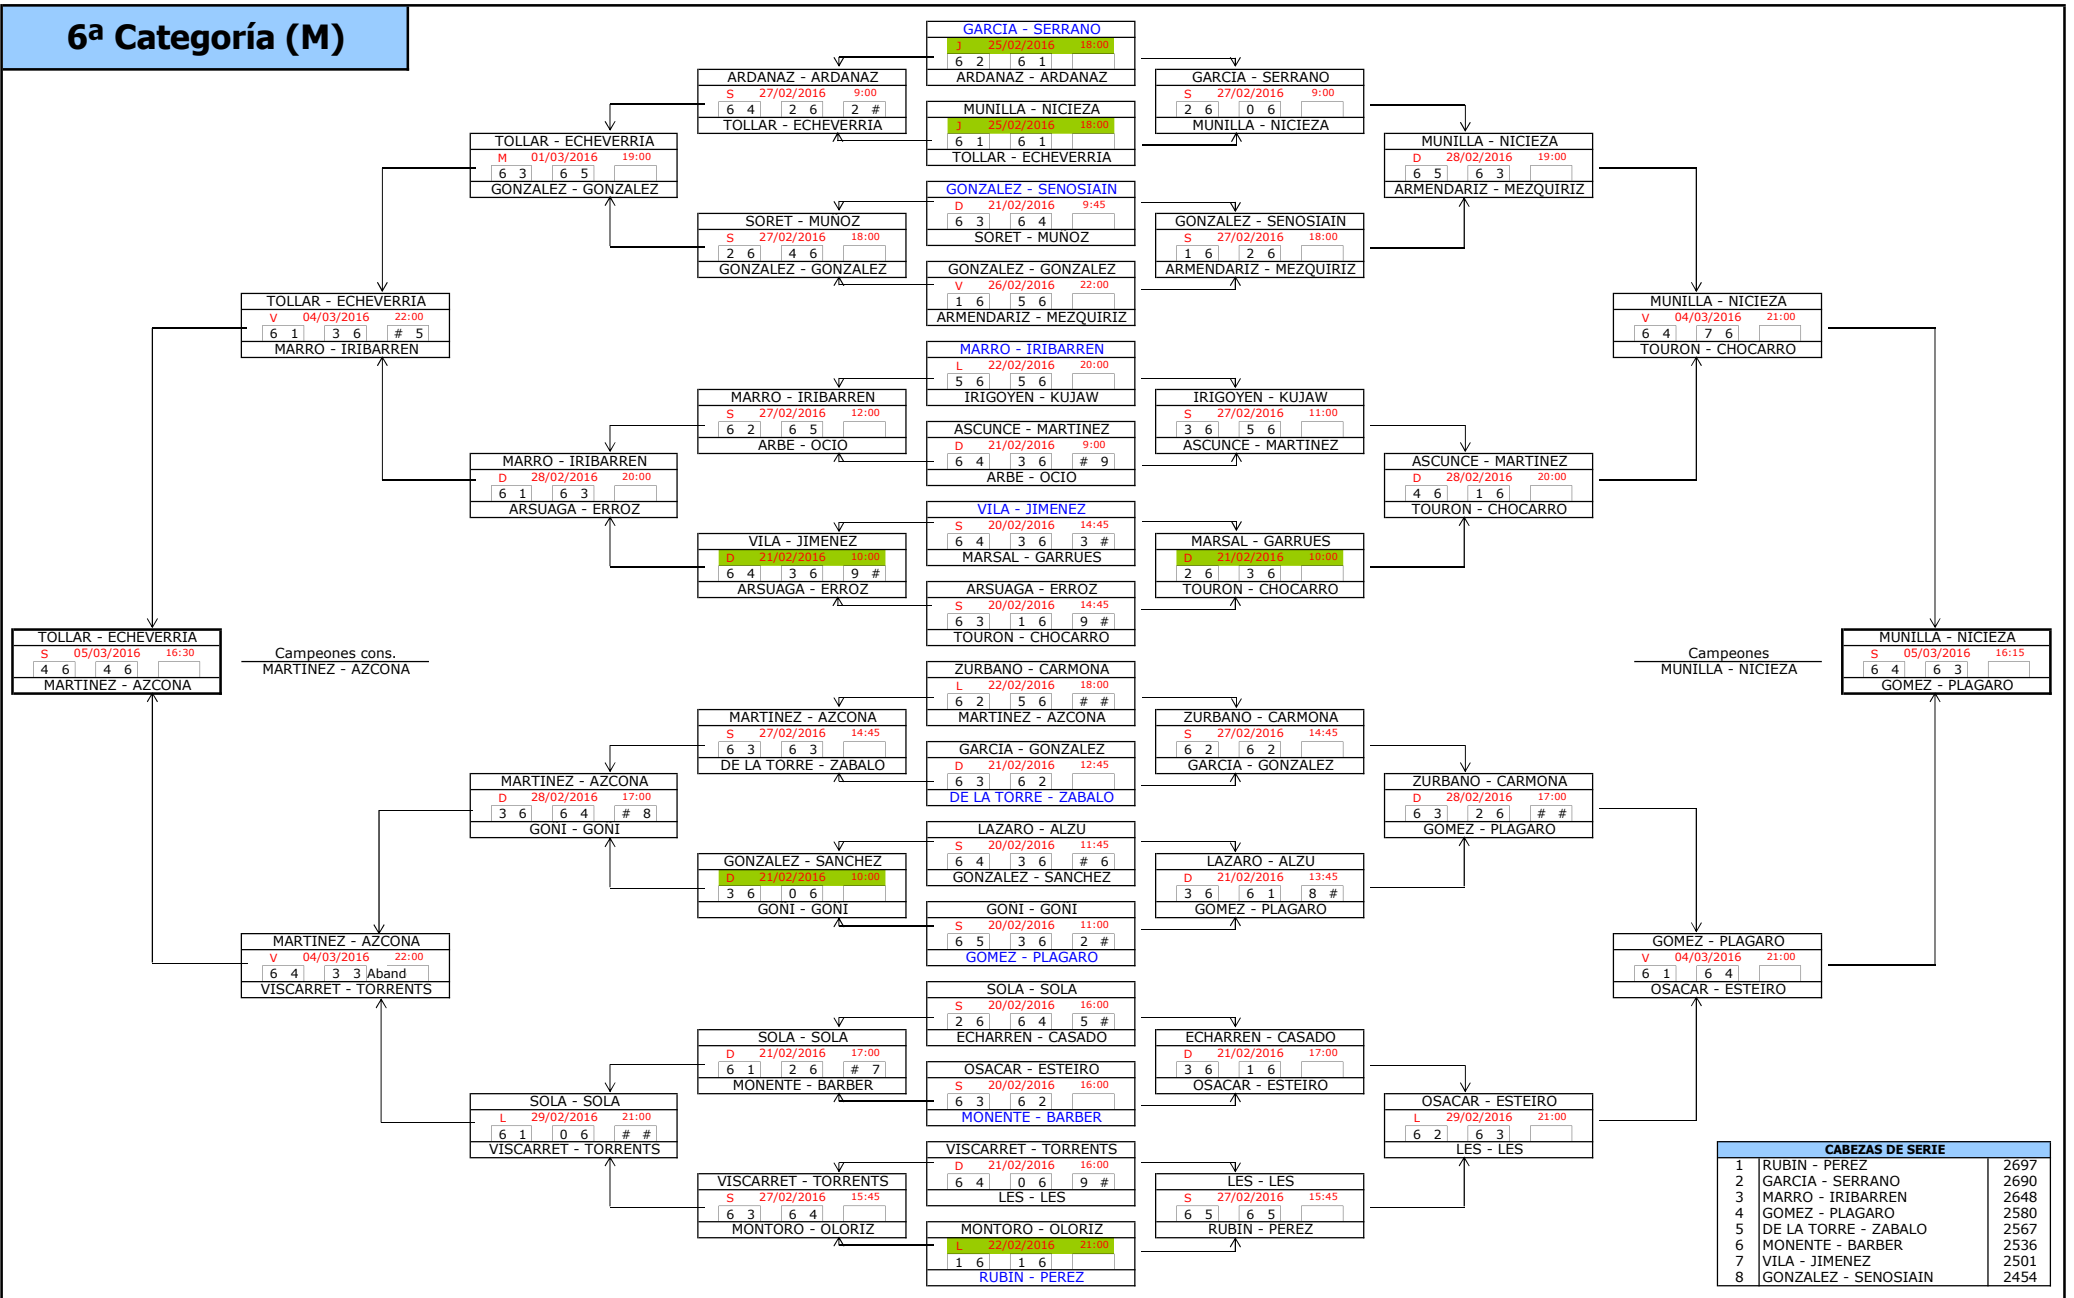 6ª Categoría (M)
TOLLAR - ECHEVERRIA
S 05/03/2016 16:30
4 6 4 6
MARTINEZ - AZCONA
Campeones cons.
MARTINEZ - AZCONA
TOLLAR - ECHEVERRIA
V 04/03/2016 22:00
6 1 3 6 # 5
MARRO - IRIBARREN
MARTINEZ - AZCONA
V 04/03/2016 22:00
6 4 3 3 Aband
VISCARRET - TORRENTS
TOLLAR - ECHEVERRIA
M 01/03/2016 19:00
6 3 6 5
GONZALEZ - GONZALEZ
MARRO - IRIBARREN
D 28/02/2016 20:00
6 1 6 3
ARSUAGA - ERROZ
MARTINEZ - AZCONA
D 28/02/2016 17:00
3 6 6 4 # 8
GOÑI - GOÑI
SOLA - SOLA
L 29/02/2016 21:00
6 1 0 6 # #
VISCARRET - TORRENTS
ARDANAZ - ARDANAZ
S 27/02/2016 9:00
6 4 2 6 2 #
TOLLAR - ECHEVERRIA
SORET - MUÑOZ
S 27/02/2016 18:00
2 6 4 6
GONZALEZ - GONZALEZ
MARRO - IRIBARREN
S 27/02/2016 12:00
6 2 6 5
ARBE - OCIO
VILA - JIMENEZ
D 21/02/2016 10:00
6 4 3 6 9 #
ARSUAGA - ERROZ
MARTINEZ - AZCONA
S 27/02/2016 14:45
6 3 6 3
DE LA TORRE - ZABALO
GONZALEZ - SANCHEZ
D 21/02/2016 10:00
3 6 0 6
GOÑI - GOÑI
SOLA - SOLA
D 21/02/2016 17:00
6 1 2 6 # 7
MONENTE - BARBER
VISCARRET - TORRENTS
S 27/02/2016 15:45
6 3 6 4
MONTORO - OLORIZ
GARCIA - SERRANO
J 25/02/2016 18:00
6 2 6 1
ARDANAZ - ARDANAZ
MUNILLA - NICIEZA
J 25/02/2016 18:00
6 1 6 1
TOLLAR - ECHEVERRIA
GONZALEZ - SENOSIAIN
D 21/02/2016 9:45
6 3 6 4
SORET - MUÑOZ
GONZALEZ - GONZALEZ
V 26/02/2016 22:00
1 6 5 6
ARMENDARIZ - MEZQUIRIZ
MARRO - IRIBARREN
L 22/02/2016 20:00
5 6 5 6
IRIGOYEN - KUJAW
ASCUNCE - MARTINEZ
D 21/02/2016 9:00
6 4 3 6 # 9
ARBE - OCIO
VILA - JIMENEZ
S 20/02/2016 14:45
6 4 3 6 3 #
MARSAL - GARRUES
ARSUAGA - ERROZ
S 20/02/2016 14:45
6 3 1 6 9 #
TOURON - CHOCARRO
ZURBANO - CARMONA
L 22/02/2016 18:00
6 2 5 6 # #
MARTINEZ - AZCONA
GARCIA - GONZALEZ
D 21/02/2016 12:45
6 3 6 2
DE LA TORRE - ZABALO
LAZARO - ALZU
S 20/02/2016 11:45
6 4 3 6 # 6
GONZALEZ - SANCHEZ
GOÑI - GOÑI
S 20/02/2016 11:00
6 5 3 6 2 #
GOMEZ - PLAGARO
SOLA - SOLA
S 20/02/2016 16:00
2 6 6 4 5 #
ECHARREN - CASADO
OSACAR - ESTEIRO
S 20/02/2016 16:00
6 3 6 2
MONENTE - BARBER
VISCARRET - TORRENTS
D 21/02/2016 16:00
6 4 0 6 9 #
LES - LES
MONTORO - OLORIZ
L 22/02/2016 21:00
1 6 1 6
RUBIN - PEREZ
GARCIA - SERRANO
S 27/02/2016 9:00
2 6 0 6
MUNILLA - NICIEZA
GONZALEZ - SENOSIAIN
S 27/02/2016 18:00
1 6 2 6
ARMENDARIZ - MEZQUIRIZ
IRIGOYEN - KUJAW
S 27/02/2016 11:00
3 6 5 6
ASCUNCE - MARTINEZ
MARSAL - GARRUES
D 21/02/2016 10:00
2 6 3 6
TOURON - CHOCARRO
ZURBANO - CARMONA
S 27/02/2016 14:45
6 2 6 2
GARCIA - GONZALEZ
LAZARO - ALZU
D 21/02/2016 13:45
3 6 6 1 8 #
GOMEZ - PLAGARO
ECHARREN - CASADO
D 21/02/2016 17:00
3 6 1 6
OSACAR - ESTEIRO
LES - LES
S 27/02/2016 15:45
6 5 6 5
RUBIN - PEREZ
MUNILLA - NICIEZA
D 28/02/2016 19:00
6 5 6 3
ARMENDARIZ - MEZQUIRIZ
ASCUNCE - MARTINEZ
D 28/02/2016 20:00
4 6 1 6
TOURON - CHOCARRO
ZURBANO - CARMONA
D 28/02/2016 17:00
6 3 2 6 # #
GOMEZ - PLAGARO
OSACAR - ESTEIRO
L 29/02/2016 21:00
6 2 6 3
LES - LES
MUNILLA - NICIEZA
V 04/03/2016 21:00
6 4 7 6
TOURON - CHOCARRO
GOMEZ - PLAGARO
V 04/03/2016 21:00
6 1 6 4
OSACAR - ESTEIRO
Campeones
MUNILLA - NICIEZA
MUNILLA - NICIEZA
S 05/03/2016 16:15
6 4 6 3
GOMEZ - PLAGARO
CABEZAS DE SERIE
1 RUBIN - PEREZ 2697
2 GARCIA - SERRANO 2690
3 MARRO - IRIBARREN 2648
4 GOMEZ - PLAGARO 2580
5 DE LA TORRE - ZABALO 2567
6 MONENTE - BARBER 2536
7 VILA - JIMENEZ 2501
8 GONZALEZ - SENOSIAIN 2454